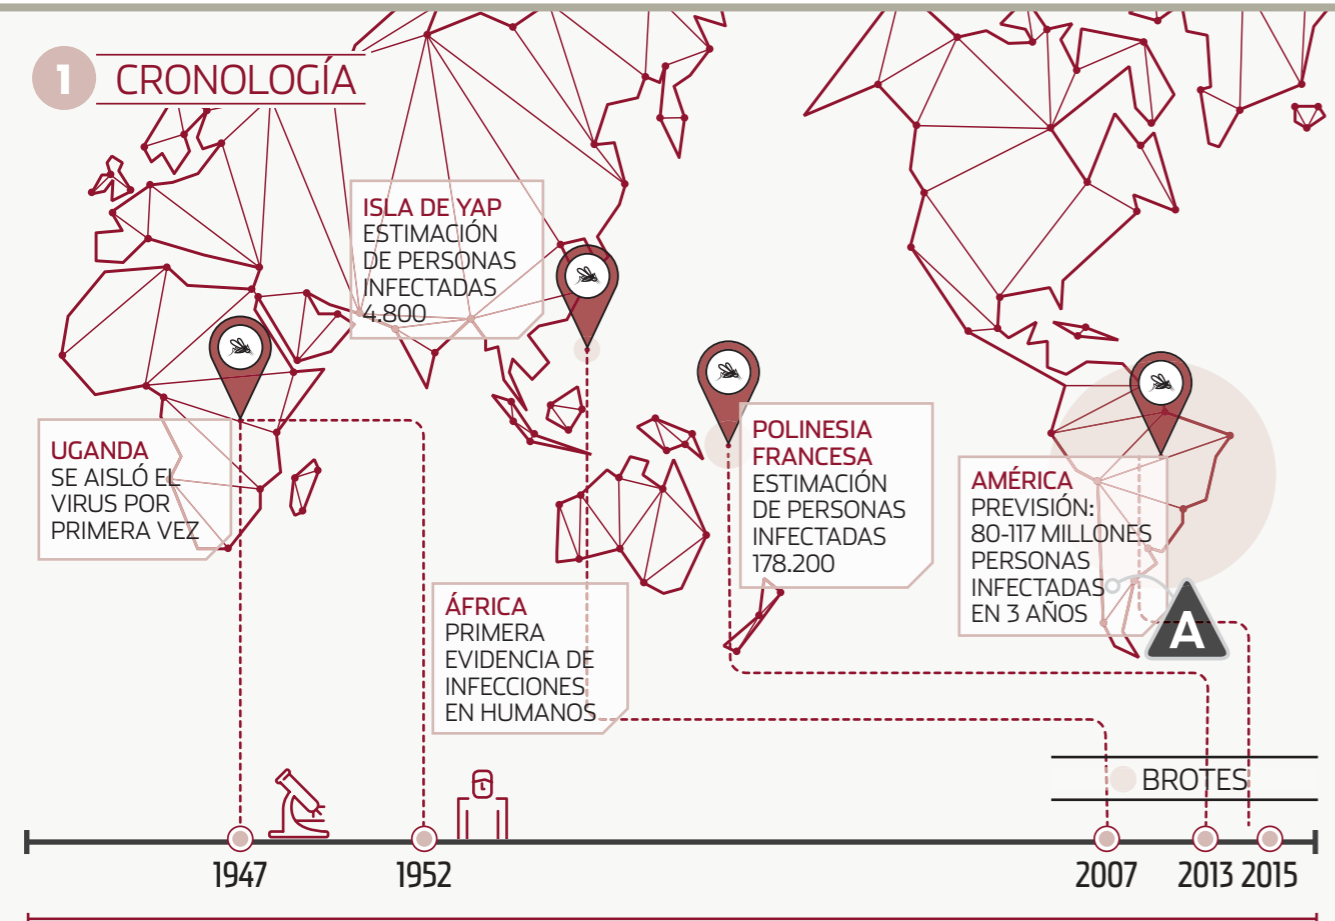 1 CRONOLOGÍA
ISLA DE YAP
ESTIMACIÓN
DE PERSONAS
INFECTADAS
4.800
UGANDA
SE AISLÓ EL
VIRUS POR
PRIMERA VEZ
POLINESIA
FRANCESA
ESTIMACIÓN
DE PERSONAS
INFECTADAS
178.200
AMÉRICA
PREVISIÓN:
80-117 MILLONES
PERSONAS
INFECTADAS
EN 3 AÑOS
A
ÁFRICA
PRIMERA
EVIDENCIA DE
INFECCIONES
EN HUMANOS
BROTES
1947
1952
2007
2013
2015